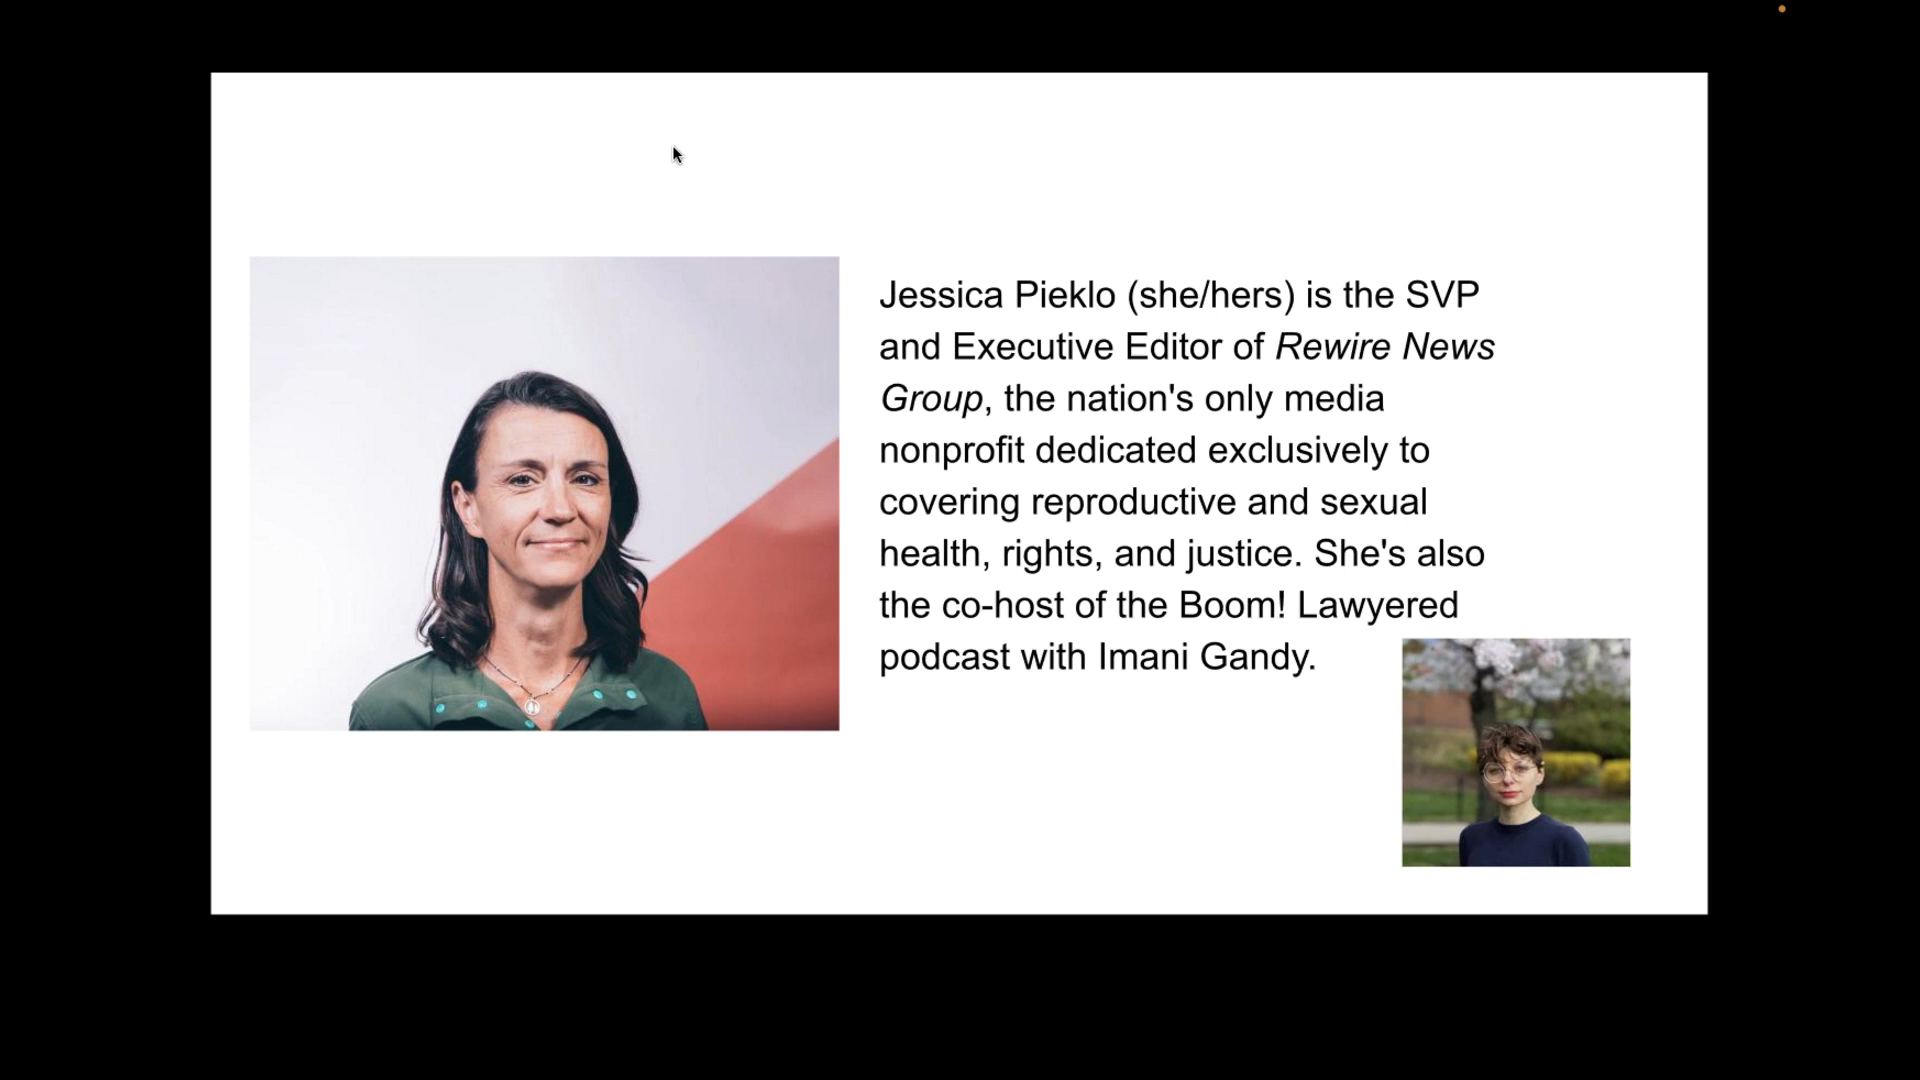 Jessica Pieklo (she/hers) is the SVP
and Executive Editor of Rewire News
Group, the nation's only media
nonprofit dedicated exclusively to
covering reproductive and sexual
health, rights, and justice. She's also
the co-host of the Boom! Lawyered
podcast with Imani Gandy.